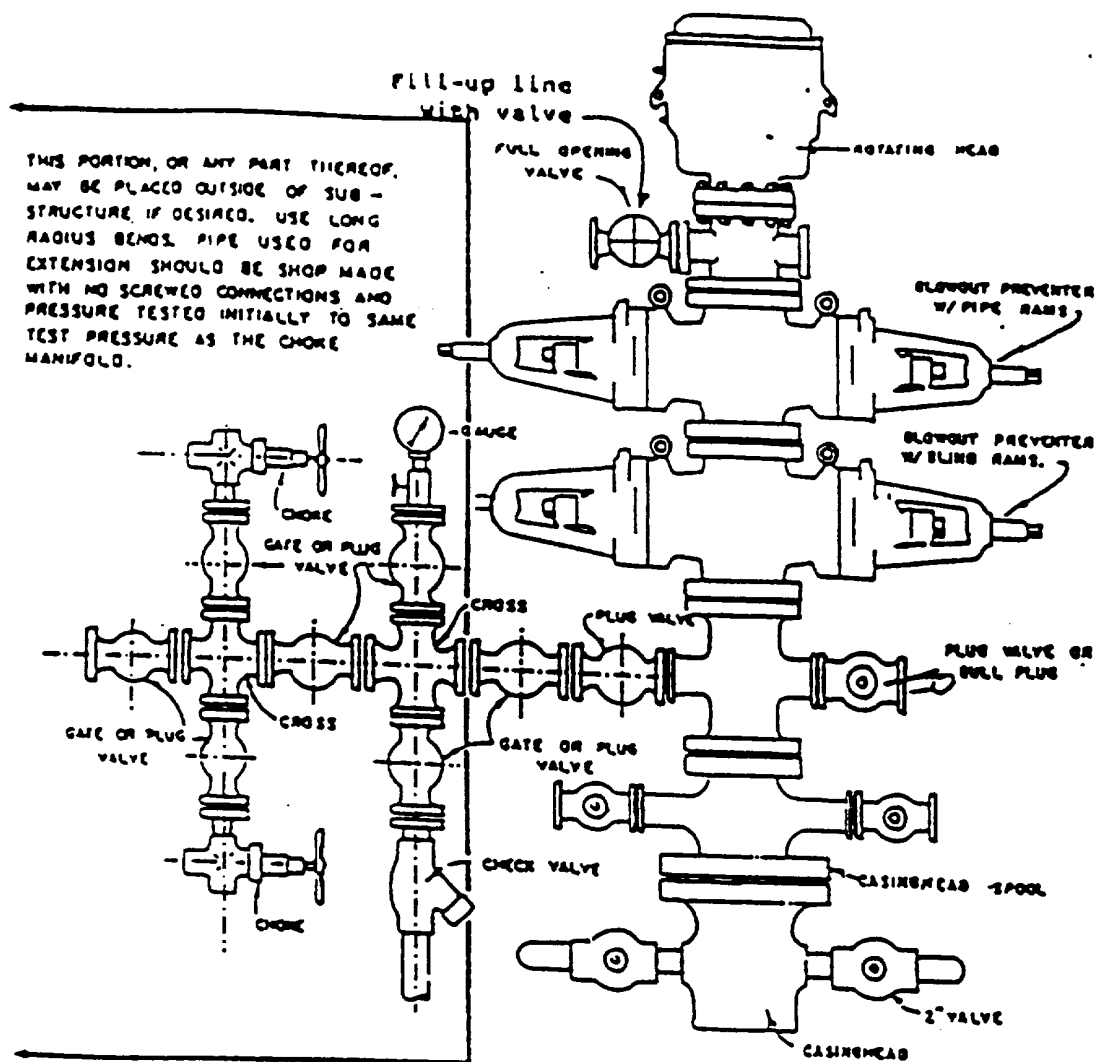 Fill-up line
with valve
FULL OPENING
VALVE
ROTATING HEAD
THIS PORTION, OR ANY PART THEREOF,
MAY BE PLACED OUTSIDE OF SUB-
STRUCTURE IF DESIRED. USE LONG
RADIUS BENDS. PIPE USED FOR
EXTENSION SHOULD BE SHOP MADE
WITH NO SCREWED CONNECTIONS AND
PRESSURE TESTED INITIALLY TO SAME
TEST PRESSURE AS THE CHOKE
MANIFOLD.
BLOWOUT PREVENTER
W/ PIPE RAMS.
GAUGE
BLOWOUT PREVENTER
W/ BLIND RAMS.
CHOKE
GATE OR PLUG
VALVE
CROSS
PLUG VALVE
PLUG VALVE OR
BULL PLUG
CROSS
GATE OR PLUG
VALVE
GATE OR PLUG
VALVE
CHECK VALVE
CASINGHEAD SPOOL
CHOKE
2" VALVE
CASINGHEAD